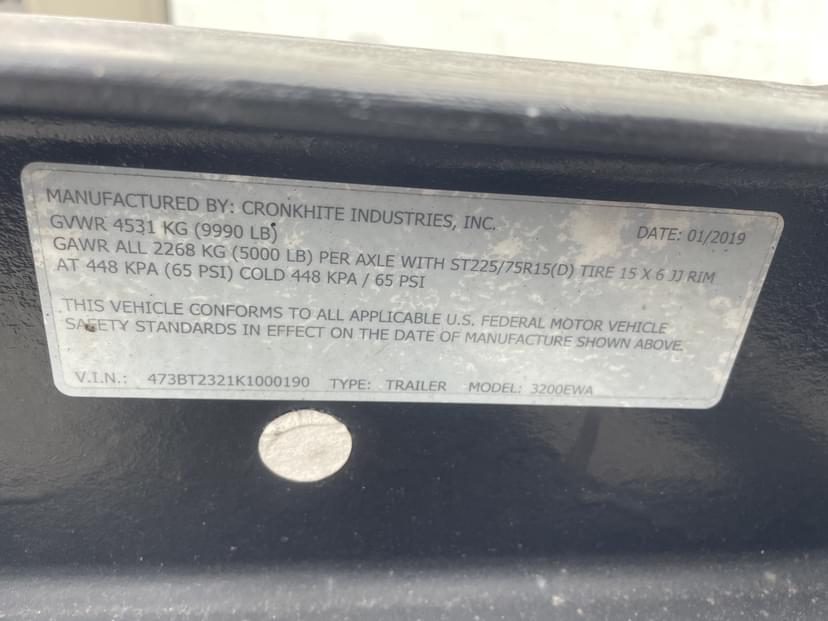 MANUFACTURED BY: CRONKHITE INDUSTRIES, INC. DATE: 01/2019
GVWR 4531 KG (9990 LB)
GAWR ALL 2268 KG (5000 LB) PER AXLE WITH ST225/75R15(D) TIRE 15 X 6 JJ RIM
AT 448 KPA (65 PSI) COLD 448 KPA / 65 PSI
THIS VEHICLE CONFORMS TO ALL APPLICABLE U.S. FEDERAL MOTOR VEHICLE
SAFETY STANDARDS IN EFFECT ON THE DATE OF MANUFACTURE SHOWN ABOVE.
V.I.N.: 473BT2321K1000190 TYPE: TRAILER MODEL: 3200EWA